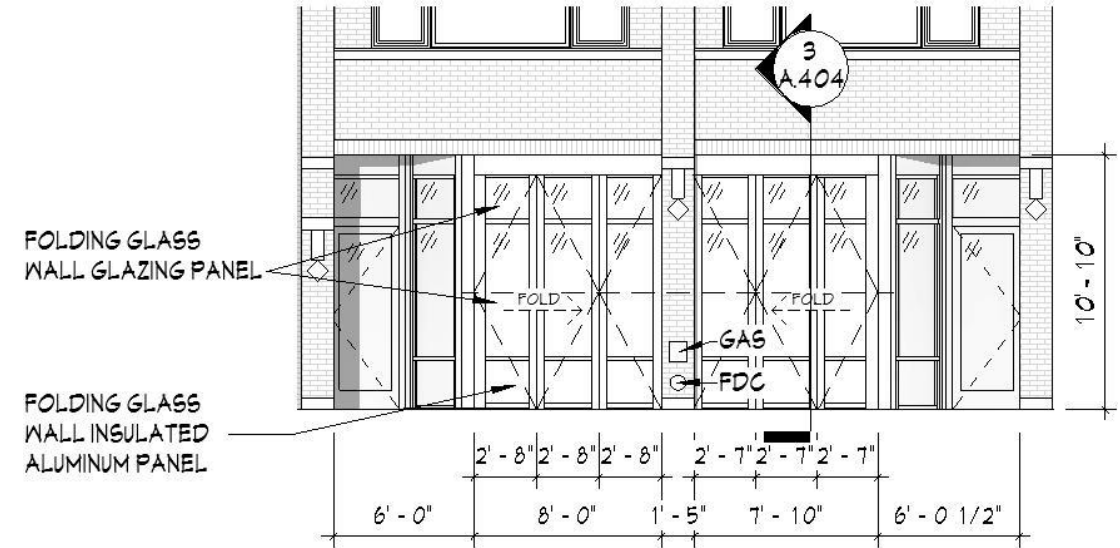 3
A.404
FOLDING GLASS
WALL GLAZING PANEL
FOLD
FOLD
10' - 10"
GAS
FDC
FOLDING GLASS
WALL INSULATED
ALUMINUM PANEL
2' - 8" 2' - 8" 2' - 8" 2' - 7" 2' - 7" 2' - 7"
6' - 0" 8' - 0" 1' - 5" 7' - 10" 6' - 0 1/2"